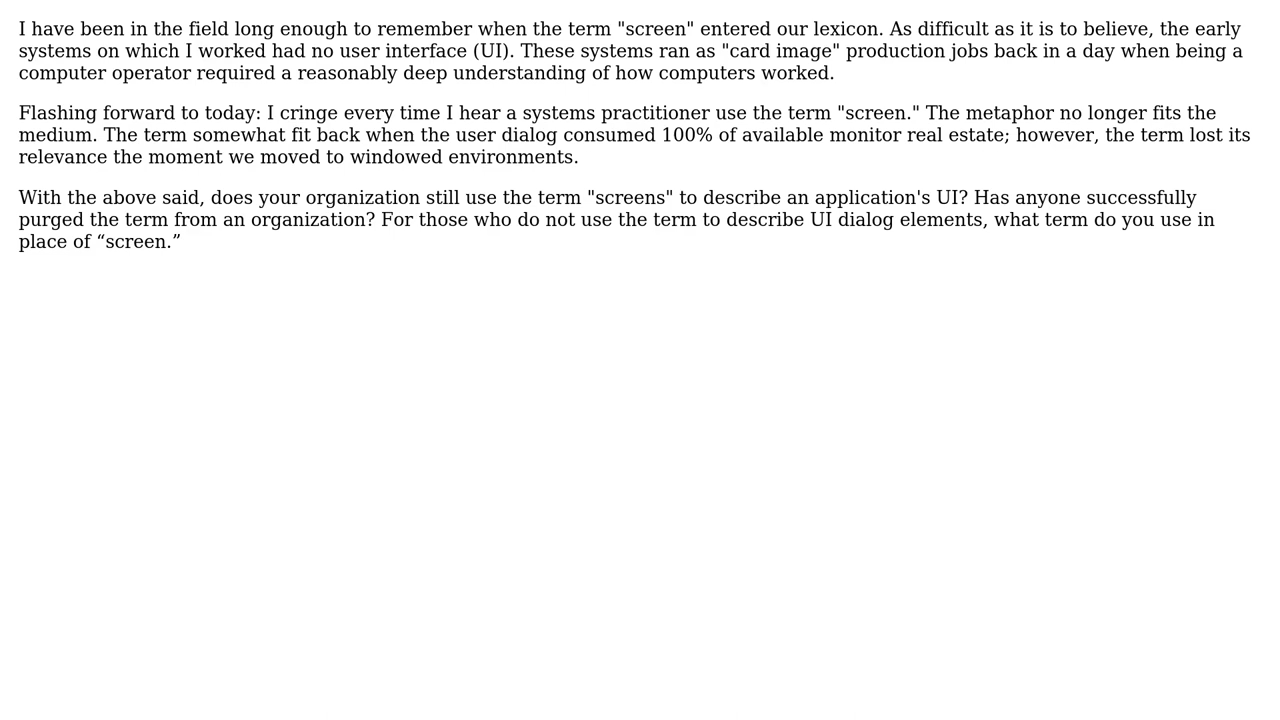 I have been in the field long enough to remember when the term "screen" entered our lexicon. As difficult as it is to believe, the early
systems on which I worked had no user interface (UI). These systems ran as "card image" production jobs back in a day when being a
computer operator required a reasonably deep understanding of how computers worked.
Flashing forward to today: I cringe every time I hear a systems practitioner use the term "screen." The metaphor no longer fits the
medium. The term somewhat fit back when the user dialog consumed 100% of available monitor real estate; however, the term lost its
relevance the moment we moved to windowed environments.
With the above said, does your organization still use the term "screens" to describe an application's UI? Has anyone successfully
purged the term from an organization? For those who do not use the term to describe UI dialog elements, what term do you use in
place of “screen.”